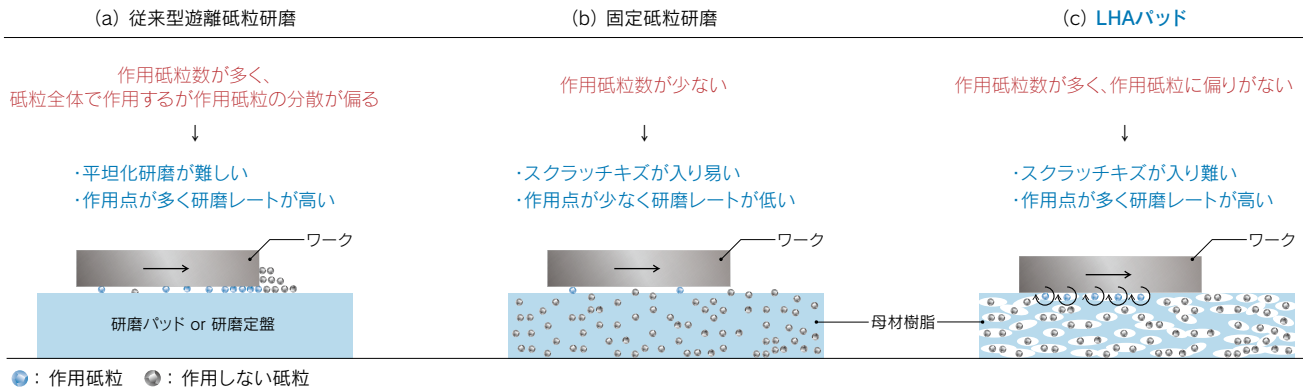 (a) 従来型遊離砥粒研磨
作用砥粒数が多く、
砥粒全体で作用するが作用砥粒の分散が偏る
↓
・平坦化研磨が難しい
・作用点が多く研磨レートが高い
ワーク
研磨パッド or 研磨定盤
(b) 固定砥粒研磨
作用砥粒数が少ない
↓
・スクラッチキズが入り易い
・作用点が少なく研磨レートが低い
ワーク
母材樹脂
(c) LHAパッド
作用砥粒数が多く、作用砥粒に偏りがない
↓
・スクラッチキズが入り難い
・作用点が多く研磨レートが高い
ワーク
：作用砥粒 ：作用しない砥粒